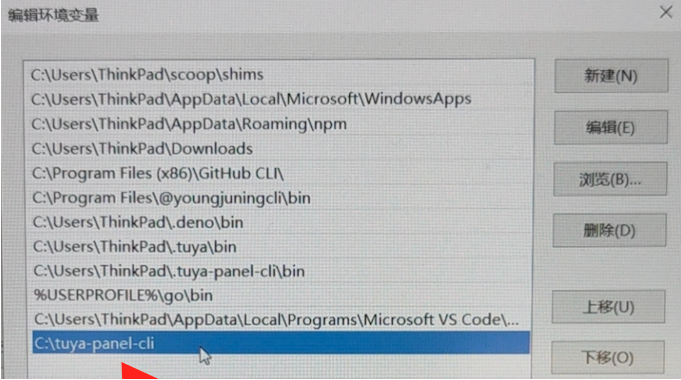 编辑环境变量
C:\Users\ThinkPad\scoop\shims
C:\Users\ThinkPad\AppData\Local\Microsoft\WindowsApps
C:\Users\ThinkPad\AppData\Roaming\npm
C:\Users\ThinkPad\Downloads
C:\Program Files (x86)\GitHub CLI\
C:\Program Files\@youngjuningcli\bin
C:\Users\ThinkPad\.deno\bin
C:\Users\ThinkPad\.tuya\bin
C:\Users\ThinkPad\.tuya-panel-cli\bin
%USERPROFILE%\go\bin
C:\Users\ThinkPad\AppData\Local\Programs\Microsoft VS Code\...
C:\tuya-panel-cli
新建(N)
编辑(E)
浏览(B)...
删除(D)
上移(U)
下移(O)